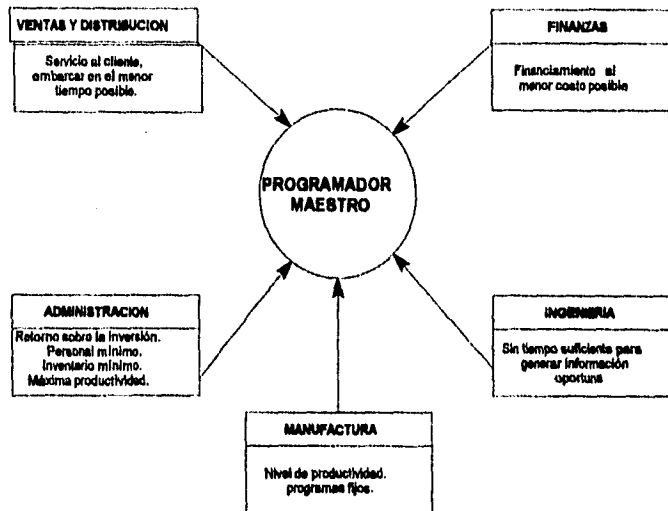 VENTAS Y DISTRIBUCION
Servicio al cliente,
embarcar en el menor
tiempo posible.
FINANZAS
Financiamiento al
menor costo posible
PROGRAMADOR
MAESTRO
ADMINISTRACION
Retorno sobre la inversión.
Personal mínimo.
Inventario mínimo.
Máxima productividad.
INGENIERIA
Sin tiempo suficiente para
generar información
oportuna
MANUFACTURA
Nivel de productividad.
programas fijos.